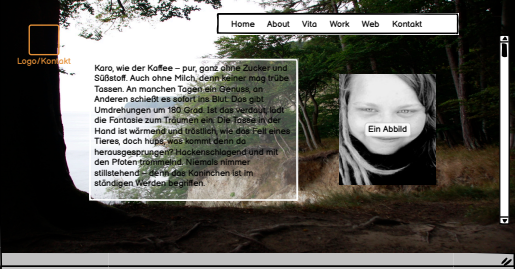 Home About Vita Work Web Kontakt
Logo/Kontakt
Karo, wie der Kaffee – pur, ganz ohne Zucker und
Süßstoff. Auch ohne Milch, denn keiner mag trübe
Tassen. An manchen Tagen ein Genuss, an
Anderen schießt es sofort ins Blut. Das gibt
Umdrehungen um 180 Grad. Ist das verdaut, lädt
die Fantasie zum Träumen ein. Die Tasse in der
Hand ist wärmend und tröstlich, wie das Fell eines
Tieres, doch hups, was kommt denn da
herausgesprungen? Hackenschlagend und mit
den Pfoten trommelnd. Niemals nimmer
stillstehend – denn das Kaninchen ist im
ständigen Werden begriffen.
Ein Abbild